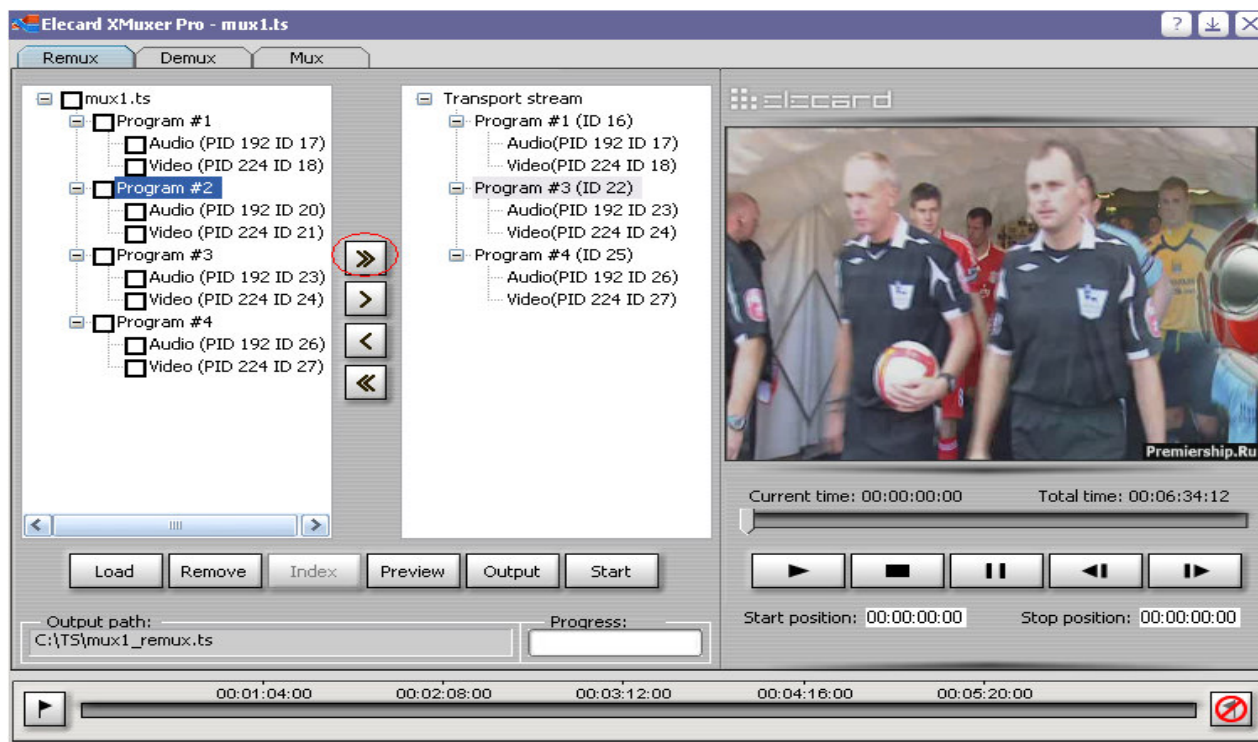 Elecard XMuxer Pro - mux1.ts
?
Remux Demux Mux
mux1.ts
Program #1
Audio (PID 192 ID 17)
Video (PID 224 ID 18)
Program #2
Audio (PID 192 ID 20)
Video (PID 224 ID 21)
Program #3
Audio (PID 192 ID 23)
Video (PID 224 ID 24)
Program #4
Audio (PID 192 ID 26)
Video (PID 224 ID 27)
Transport stream
Program #1 (ID 16)
Audio(PID 192 ID 17)
Video(PID 224 ID 18)
Program #3 (ID 22)
Audio(PID 192 ID 23)
Video(PID 224 ID 24)
Program #4 (ID 25)
Audio(PID 192 ID 26)
Video(PID 224 ID 27)
Load Remove Index Preview Output Start
Output path:
C:\TS\mux1_remux.ts
Progress:
elecard
Premiership.Ru
Current time: 00:00:00:00 Total time: 00:06:34:12
Start position: 00:00:00:00 Stop position: 00:00:00:00
00:01:04:00 00:02:08:00 00:03:12:00 00:04:16:00 00:05:20:00